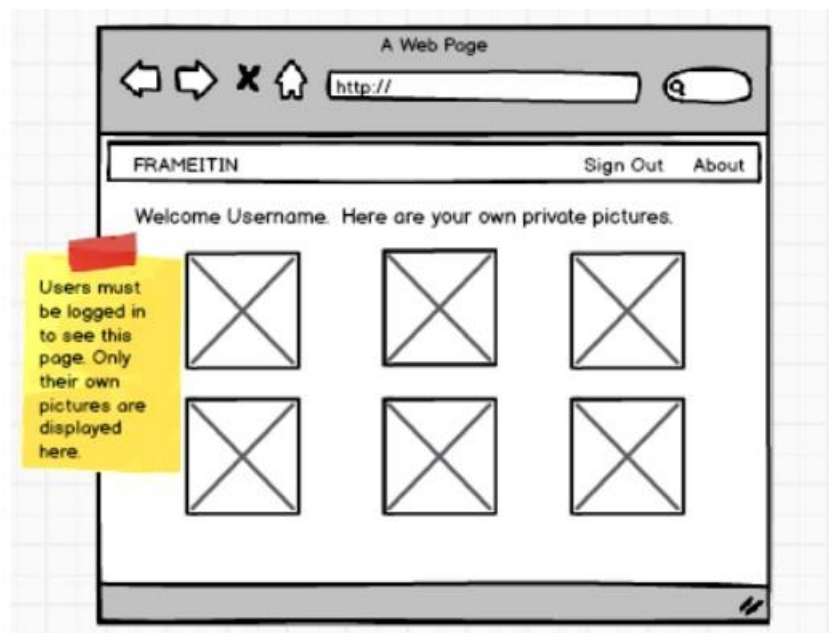 A Web Page
http://
FRAMEITIN Sign Out About
Welcome Username. Here are your own private pictures.
Users must
be logged in
to see this
page. Only
their own
pictures are
displayed
here.